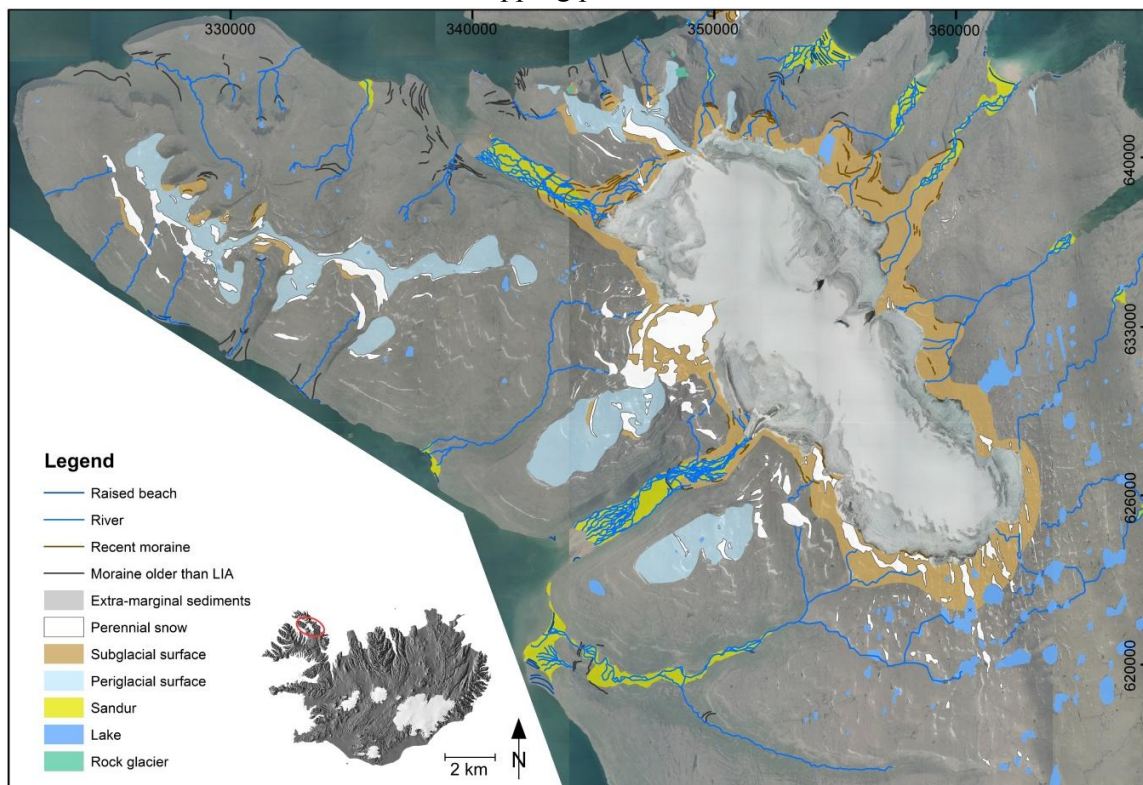 330000
340000
350000
360000
640000
633000
626000
620000
Legend
Raised beach
River
Recent moraine
Moraine older than LIA
Extra-marginal sediments
Perennial snow
Subglacial surface
Periglacial surface
Sandur
Lake
Rock glacier
2 km
N